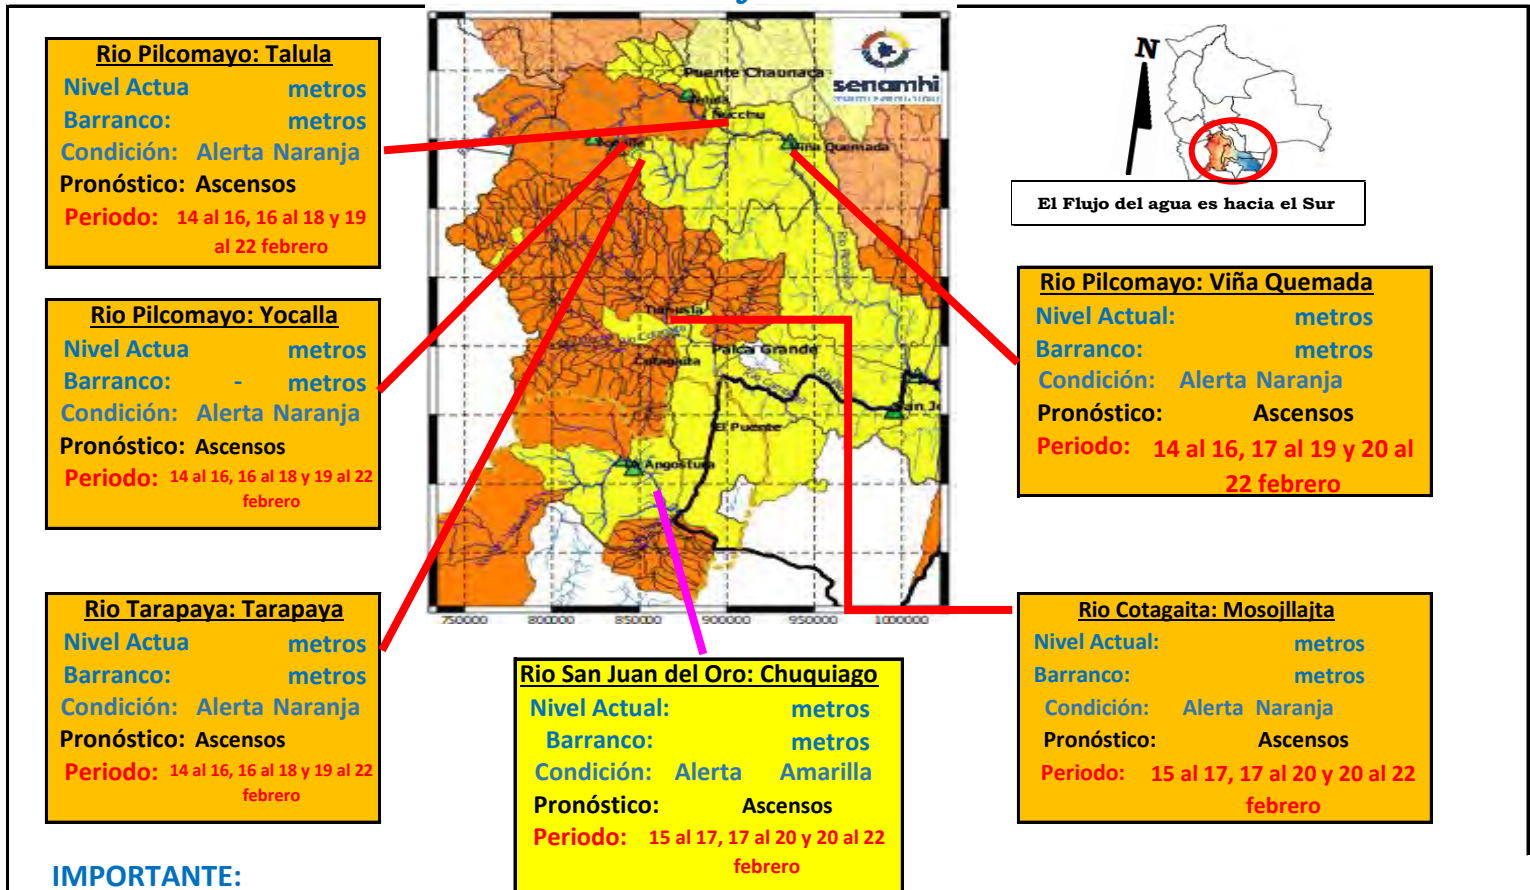 Rio Pilcomayo: Talula
Nivel Actua metros
Barranco: metros
Condición: Alerta Naranja
Pronóstico: Ascensos
Periodo: 14 al 16, 16 al 18 y 19
al 22 febrero
Rio Pilcomayo: Yocalla
Nivel Actua metros
Barranco: - metros
Condición: Alerta Naranja
Pronóstico: Ascensos
Periodo: 14 al 16, 16 al 18 y 19 al 22
febrero
Rio Tarapaya: Tarapaya
Nivel Actua metros
Barranco: metros
Condición: Alerta Naranja
Pronóstico: Ascensos
Periodo: 14 al 16, 16 al 18 y 19 al 22
febrero
IMPORTANTE:
Puente Chaunaca
senamhi
Viña Quemada
Cotagaita
Palca Grande
El Puente
Angostura
750000 800000 850000 900000 950000 1000000
Rio San Juan del Oro: Chuquiago
Nivel Actual: metros
Barranco: metros
Condición: Alerta Amarilla
Pronóstico: Ascensos
Periodo: 15 al 17, 17 al 20 y 20 al 22
febrero
N
El Flujo del agua es hacia el Sur
Rio Pilcomayo: Viña Quemada
Nivel Actual: metros
Barranco: metros
Condición: Alerta Naranja
Pronóstico: Ascensos
Periodo: 14 al 16, 17 al 19 y 20 al
22 febrero
Rio Cotagaita: Mosojllajta
Nivel Actual: metros
Barranco: metros
Condición: Alerta Naranja
Pronóstico: Ascensos
Periodo: 15 al 17, 17 al 20 y 20 al 22
febrero